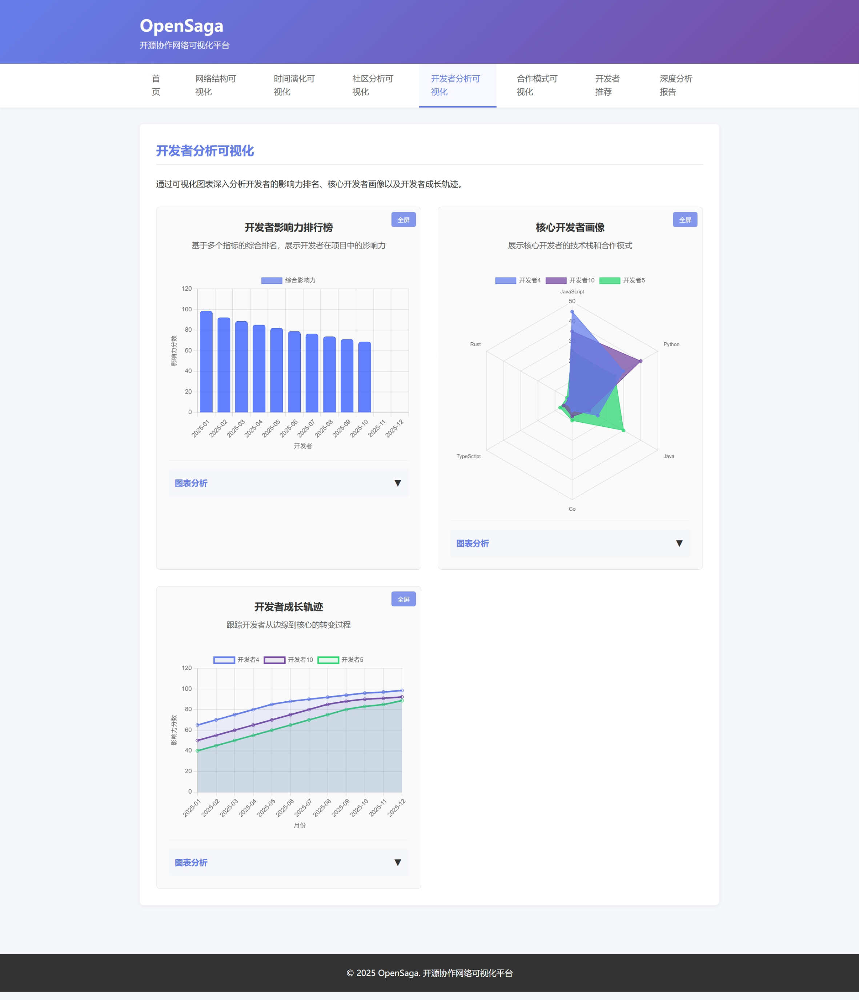 OpenSaga
开源协作网络可视化平台
首
页
网络结构可
视化
时间演化可
视化
社区分析可
视化
开发者分析可
视化
合作模式可
视化
开发者
推荐
深度分析
报告
开发者分析可视化
通过可视化图表深入分析开发者的影响力排名、核心开发者画像以及开发者成长轨迹。
全屏
开发者影响力排行榜
基于多个指标的综合排名，展示开发者在项目中的影响力
综合影响力
120
100
80
60
40
20
0
影响力分数
2025-01
2025-02
2025-03
2025-04
2025-05
2025-06
2025-07
2025-08
2025-09
2025-10
2025-11
2025-12
开发者
图表分析
▼
全屏
核心开发者画像
展示核心开发者的技术栈和合作模式
开发者4
开发者10
开发者5
JavaScript
50
40
Rust
Python
TypeScript
Java
Go
图表分析
▼
全屏
开发者成长轨迹
跟踪开发者从边缘到核心的转变过程
开发者4
开发者10
开发者5
120
100
80
60
40
20
0
影响力分数
2025-01
2025-02
2025-03
2025-04
2025-05
2025-06
2025-07
2025-08
2025-09
2025-10
2025-11
2025-12
月份
图表分析
▼
© 2025 OpenSaga. 开源协作网络可视化平台